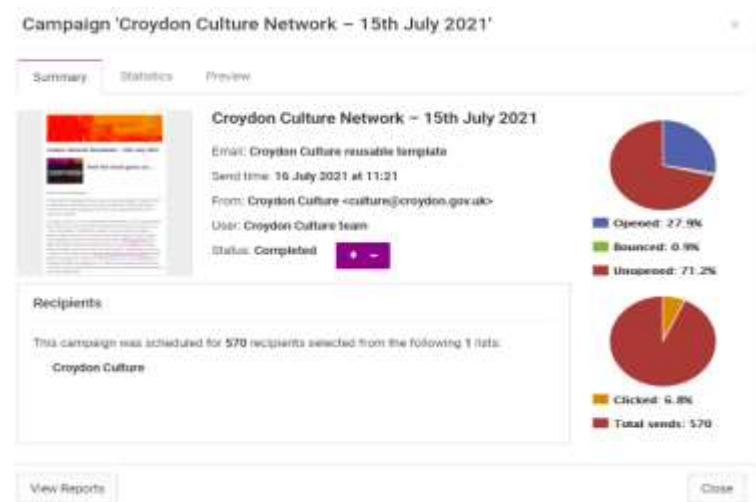 Campaign 'Croydon Culture Network – 15th July 2021'
×
Summary
Statistics
Preview
Croydon Culture Network – 15th July 2021
Email: Croydon Culture reusable template
Send time: 16 July 2021 at 11:21
From: Croydon Culture <culture@croydon.gov.uk>
User: Croydon Culture team
Status: Completed
+ -
Opened: 27.9%
Bounced: 0.9%
Unopened: 71.2%
Recipients
This campaign was scheduled for 570 recipients selected from the following 1 lists:
Croydon Culture
Clicked: 6.8%
Total sends: 570
View Reports
Close